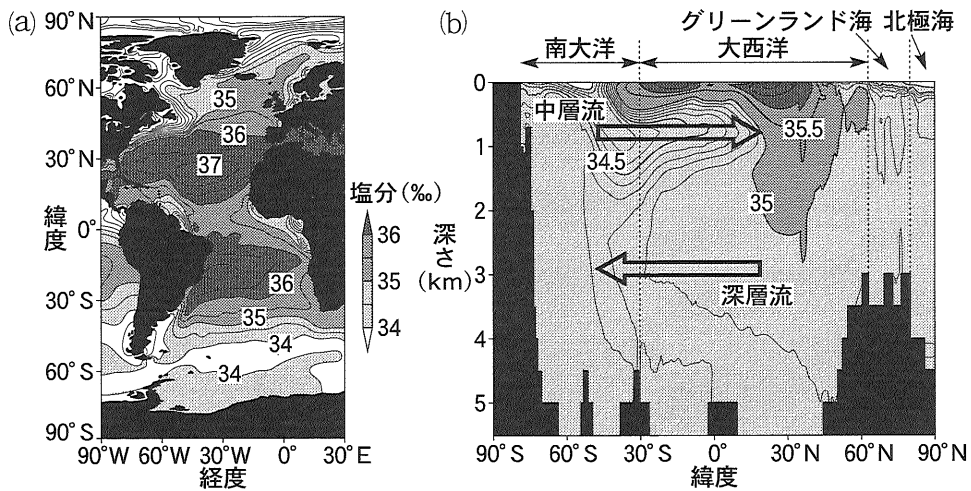 (a)
90°N
60°N
30°N
0°
30°S
60°S
90°S
緯度
35
36
37
36
35
34
34
90°W 60°W 30°W 0° 30°E
経度
塩分(‰)
36
35
34
(b)
グリーンランド海 北極海
南大洋 大西洋
0
1
2
3
4
5
深さ
(km)
中層流
34.5
35.5
35
深層流
90°S 60°S 30°S 0° 30°N 60°N 90°N
緯度